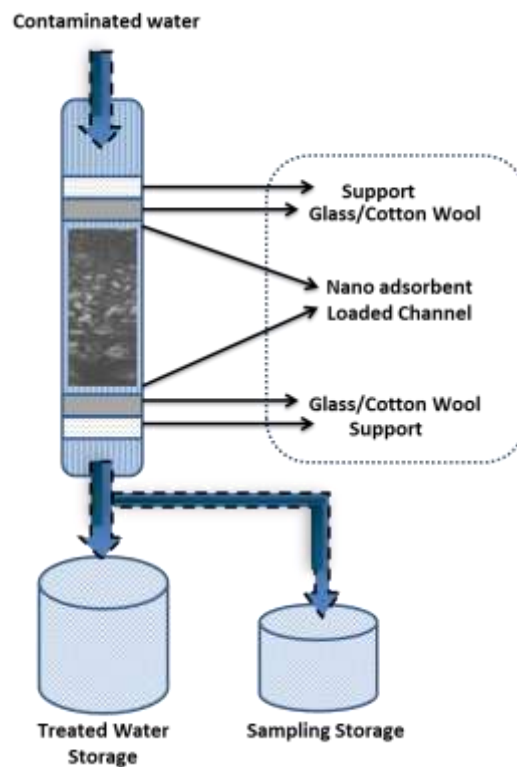 Contaminated water
Support
Glass/Cotton Wool
Nano adsorbent
Loaded Channel
Glass/Cotton Wool
Support
Treated Water
Storage
Sampling Storage